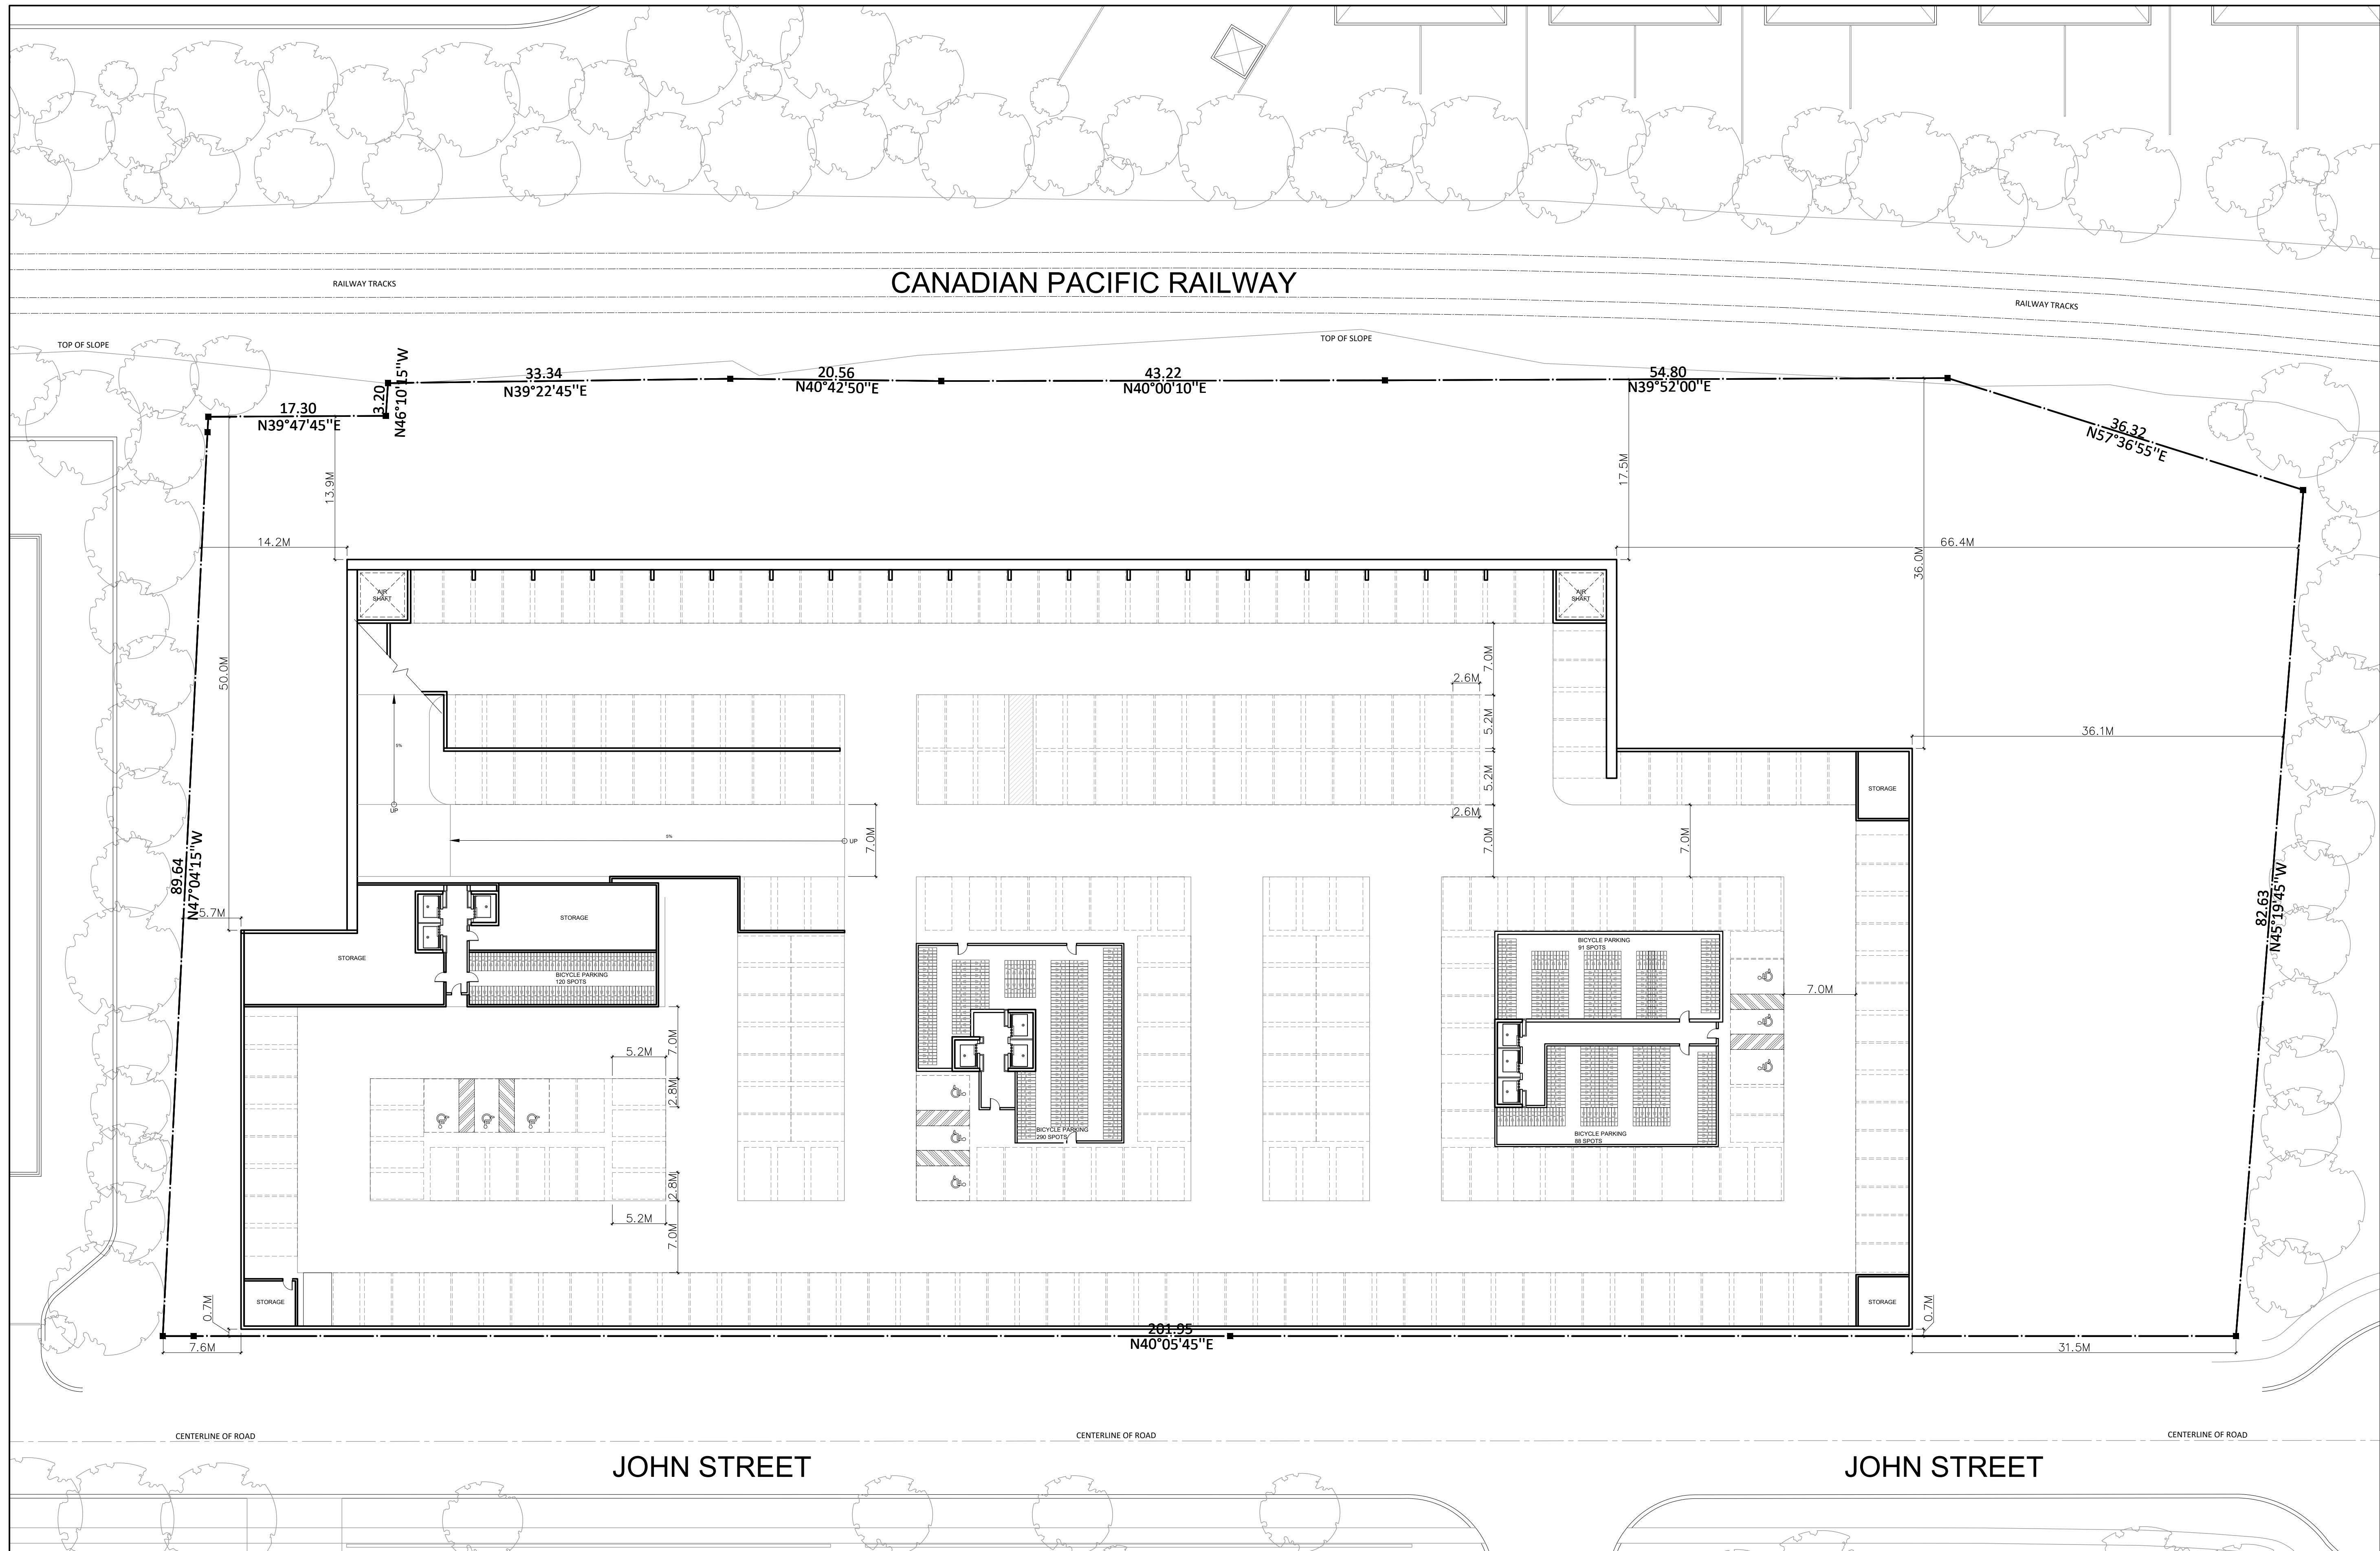 CANADIAN PACIFIC RAILWAY
RAILWAY TRACKS
RAILWAY TRACKS
TOP OF SLOPE
TOP OF SLOPE
33.34
N39°22'45"E
20.56
N40°42'50"E
43.22
N40°00'10"E
54.80
N39°52'00"E
3.20
N46°10'15"W
17.30
N39°47'45"E
36.32
N57°36'55"E
13.9M
17.5M
14.2M
66.4M
36.0M
AIR
SHAFT
AIR
SHAFT
50.0M
7.0M
2.6M
5.2M
36.1M
5%
5.2M
STORAGE
UP
2.6M
7.0M
5%
UP
7.0M
7.0M
89.64
N47°04'15"W
82.63
N45°19'45"W
5.7M
STORAGE
STORAGE
BICYCLE PARKING
120 SPOTS
BICYCLE PARKING
91 SPOTS
7.0M
7.0M
5.2M
2.8M
BICYCLE PARKING
290 SPOTS
BICYCLE PARKING
88 SPOTS
2.8M
5.2M
7.0M
STORAGE
STORAGE
0.7M
0.7M
201.95
N40°05'45"E
7.6M
31.5M
CENTERLINE OF ROAD
CENTERLINE OF ROAD
CENTERLINE OF ROAD
JOHN STREET
JOHN STREET